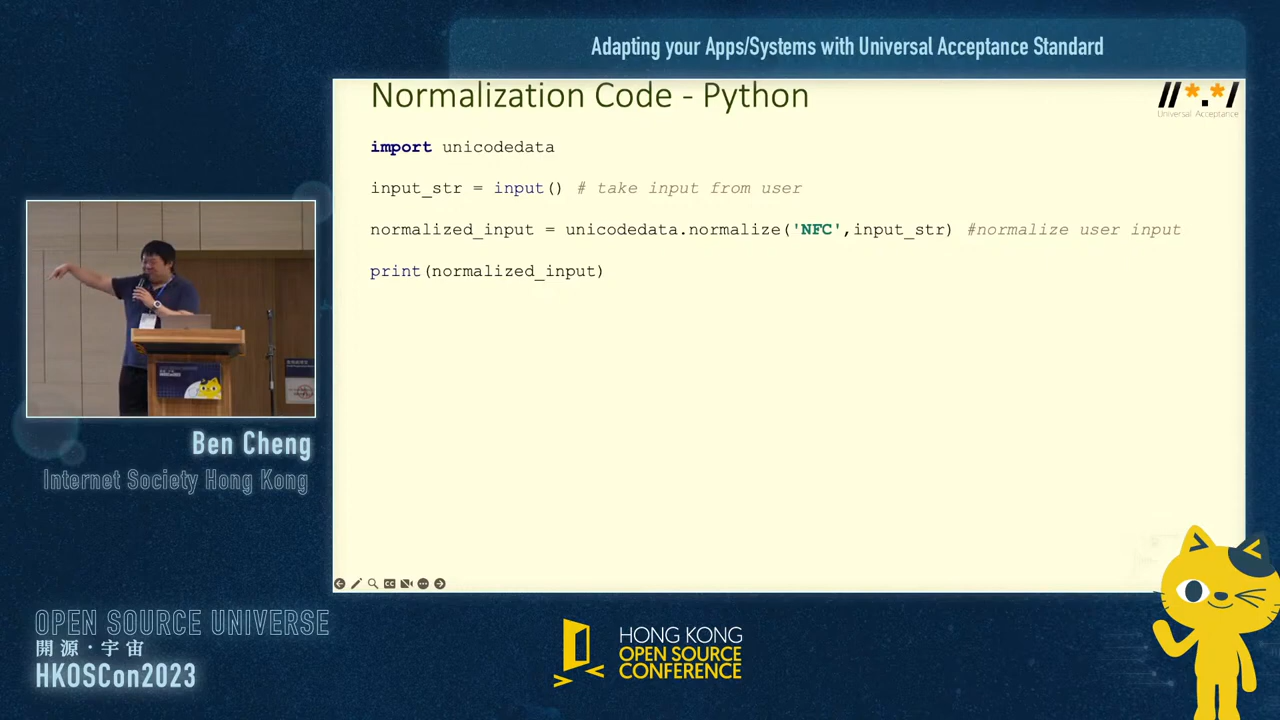 Adapting your Apps/Systems with Universal Acceptance Standard
Normalization Code - Python
//*.*/
Universal Acceptance
import unicodedata
input_str = input() # take input from user
normalized_input = unicodedata.normalize('NFC',input_str) #normalize user input
print(normalized_input)
Ben Cheng
Internet Society Hong Kong
OPEN SOURCE UNIVERSE
開源·宇宙
HKOSCon2023
HONG KONG
OPEN SOURCE
CONFERENCE